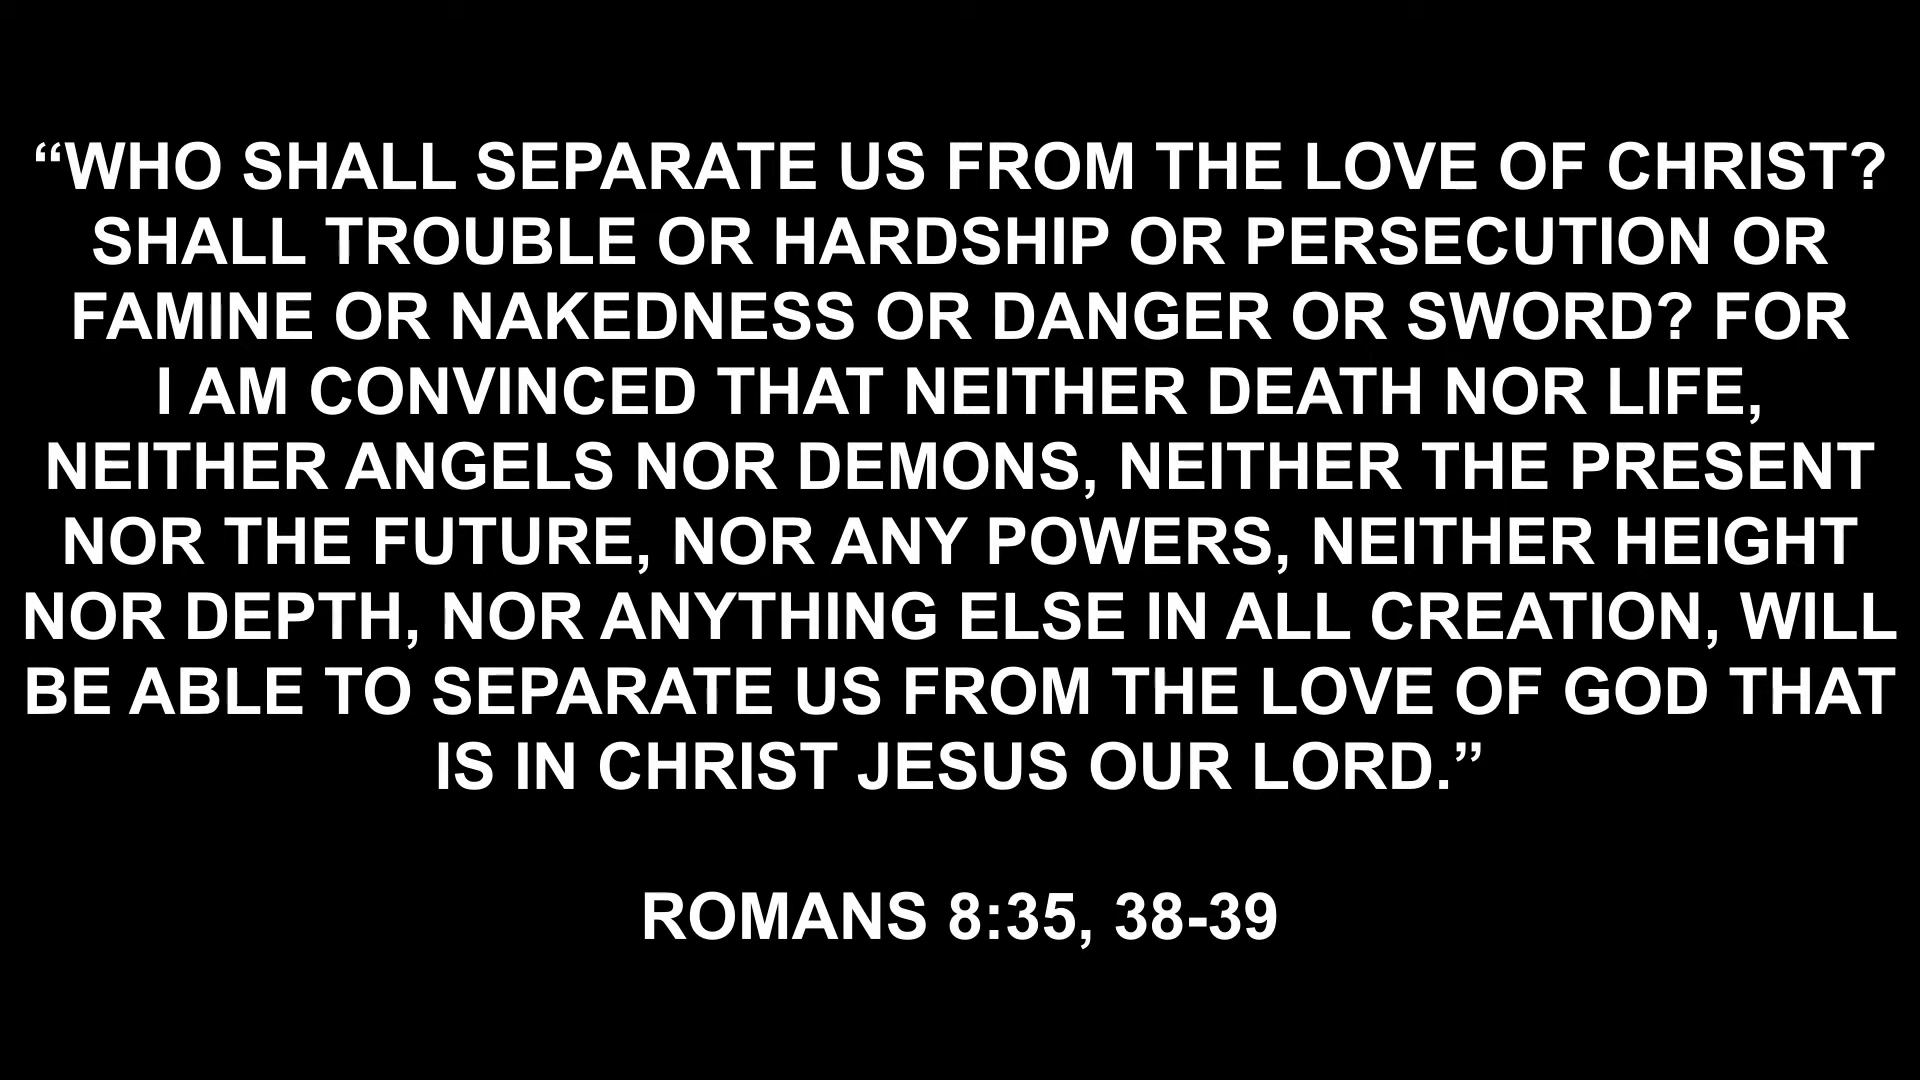 “WHO SHALL SEPARATE US FROM THE LOVE OF CHRIST?
SHALL TROUBLE OR HARDSHIP OR PERSECUTION OR
FAMINE OR NAKEDNESS OR DANGER OR SWORD? FOR
I AM CONVINCED THAT NEITHER DEATH NOR LIFE,
NEITHER ANGELS NOR DEMONS, NEITHER THE PRESENT
NOR THE FUTURE, NOR ANY POWERS, NEITHER HEIGHT
NOR DEPTH, NOR ANYTHING ELSE IN ALL CREATION, WILL
BE ABLE TO SEPARATE US FROM THE LOVE OF GOD THAT
IS IN CHRIST JESUS OUR LORD.”
ROMANS 8:35, 38-39